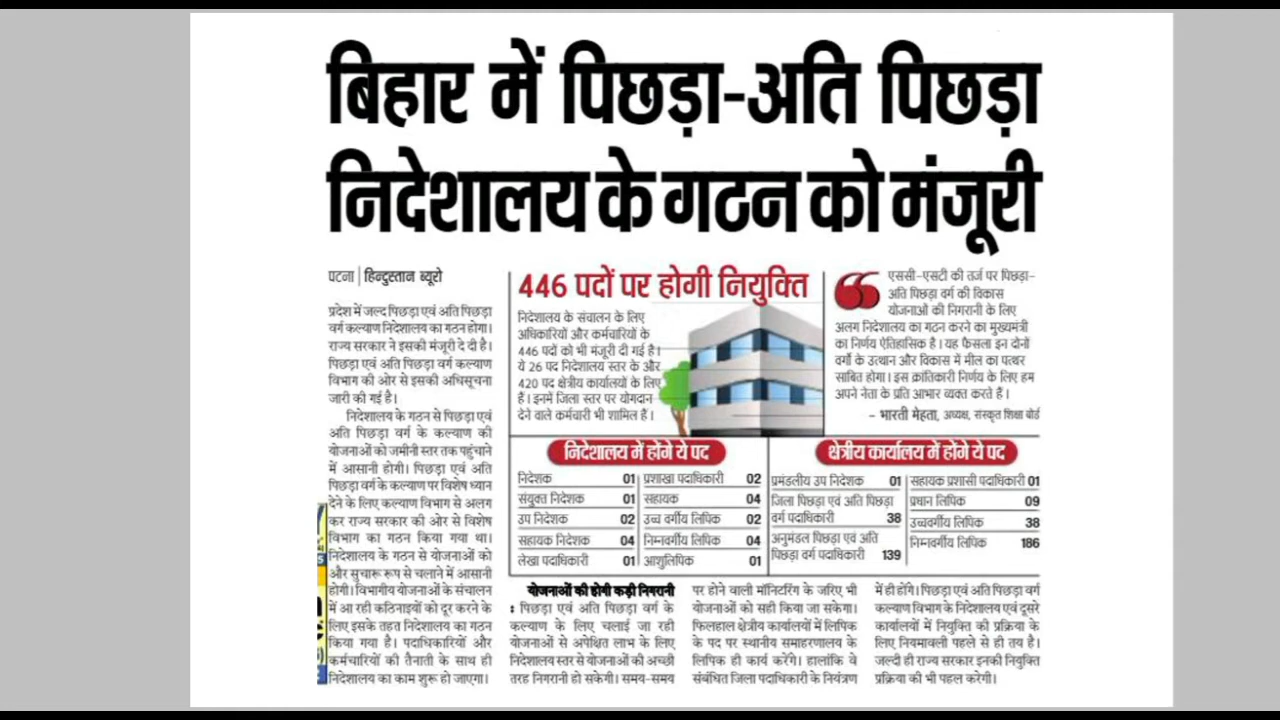 बिहार में पिछड़ा-अति पिछड़ा
निदेशालय के गठन को मंजूरी
पटना | हिन्दुस्तान ब्यूरो
प्रदेश में जल्द पिछड़ा एवं अति पिछड़ा
वर्ग कल्याण निदेशालय का गठन होगा।
राज्य सरकार ने इसकी मंजूरी दे दी है।
पिछड़ा एवं अति पिछड़ा वर्ग कल्याण
विभाग की ओर से इसकी अधिसूचना
जारी की गई है।
निदेशालय के गठन से पिछड़ा एवं
अति पिछड़ा वर्ग के कल्याण की
योजनाओं को जमीनी स्तर तक पहुंचाने
में आसानी होगी। पिछड़ा एवं अति
पिछड़ा वर्ग के कल्याण पर विशेष ध्यान
देने के लिए कल्याण विभाग से अलग
कर राज्य सरकार की ओर से विशेष
विभाग का गठन किया गया था।
निदेशालय के गठन से योजनाओं को
और सुचारू रूप से चलाने में आसानी
होगी। विभागीय योजनाओं के संचालन
में आ रही कठिनाइयों को दूर करने के
लिए इसके तहत निदेशालय का गठन
किया गया है। पदाधिकारियों और
कर्मचारियों की तैनाती के साथ ही
निदेशालय का काम शुरू हो जाएगा।
446 पदों पर होगी नियुक्ति
निदेशालय के संचालन के लिए
अधिकारियों और कर्मचारियों के
446 पदों को भी मंजूरी दी गई है।
ये 26 पद निदेशालय स्तर के और
420 पद क्षेत्रीय कार्यालयों के लिए
हैं। इनमें जिला स्तर पर योगदान
देने वाले कर्मचारी भी शामिल हैं।
एससी-एसटी की तर्ज पर पिछड़ा-
अति पिछड़ा वर्ग की विकास
योजनाओं की निगरानी के लिए
अलग निदेशालय का गठन करने का मुख्यमंत्री
का निर्णय ऐतिहासिक है। यह फैसला इन दोनों
वर्गों के उत्थान और विकास में मील का पत्थर
साबित होगा। इस क्रांतिकारी निर्णय के लिए हम
अपने नेता के प्रति आभार व्यक्त करते हैं।
- भारती मेहता, अध्यक्ष, संस्कृत शिक्षा बोर्ड
निदेशालय में होंगे ये पद
निदेशक 01
संयुक्त निदेशक 01
उप निदेशक 02
सहायक निदेशक 04
लेखा पदाधिकारी 01
प्रशाखा पदाधिकारी 02
सहायक 04
उच्च वर्गीय लिपिक 02
निम्नवर्गीय लिपिक 04
आशुलिपिक 01
क्षेत्रीय कार्यालय में होंगे ये पद
प्रमंडलीय उप निदेशक 01
जिला पिछड़ा एवं अति पिछड़ा
वर्ग पदाधिकारी 38
अनुमंडल पिछड़ा एवं अति
पिछड़ा वर्ग पदाधिकारी 139
सहायक प्रशासी पदाधिकारी 01
प्रधान लिपिक 09
उच्चवर्गीय लिपिक 38
निम्नवर्गीय लिपिक 186
योजनाओं की होगी कड़ी निगरानी
: पिछड़ा एवं अति पिछड़ा वर्ग के
कल्याण के लिए चलाई जा रही
योजनाओं से अपेक्षित लाभ के लिए
निदेशालय स्तर से योजनाओं की अच्छी
तरह निगरानी हो सकेगी। समय-समय
पर होने वाली मॉनिटरिंग के जरिए भी
योजनाओं को सही किया जा सकेगा।
फिलहाल क्षेत्रीय कार्यालयों में लिपिक
के पद पर स्थानीय समाहरणालय के
लिपिक ही कार्य करेंगे। हालांकि वे
संबंधित जिला पदाधिकारी के नियंत्रण
में ही होंगे। पिछड़ा एवं अति पिछड़ा वर्ग
कल्याण विभाग के निदेशालय एवं दूसरे
कार्यालयों में नियुक्ति की प्रक्रिया के
लिए नियमावली पहले से ही तय है।
जल्दी ही राज्य सरकार इनकी नियुक्ति
प्रक्रिया की भी पहल करेगी।